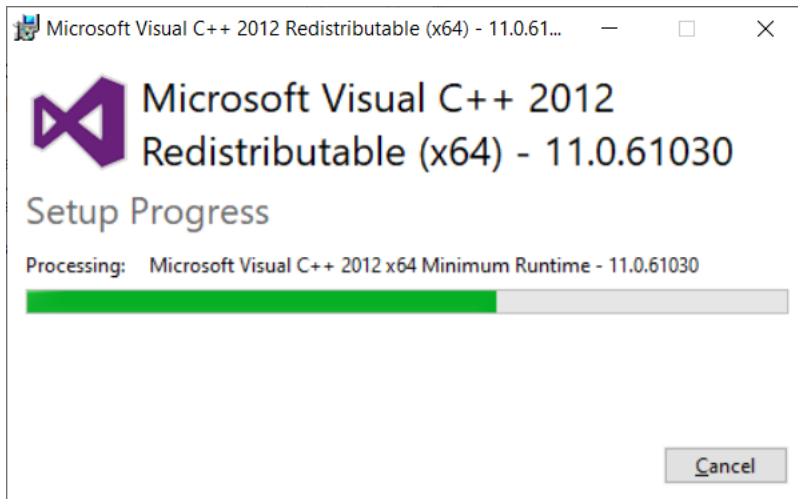 Microsoft Visual C++ 2012 Redistributable (x64) - 11.0.61...
Microsoft Visual C++ 2012
Redistributable (x64) - 11.0.61030
Setup Progress
Processing: Microsoft Visual C++ 2012 x64 Minimum Runtime - 11.0.61030
Cancel